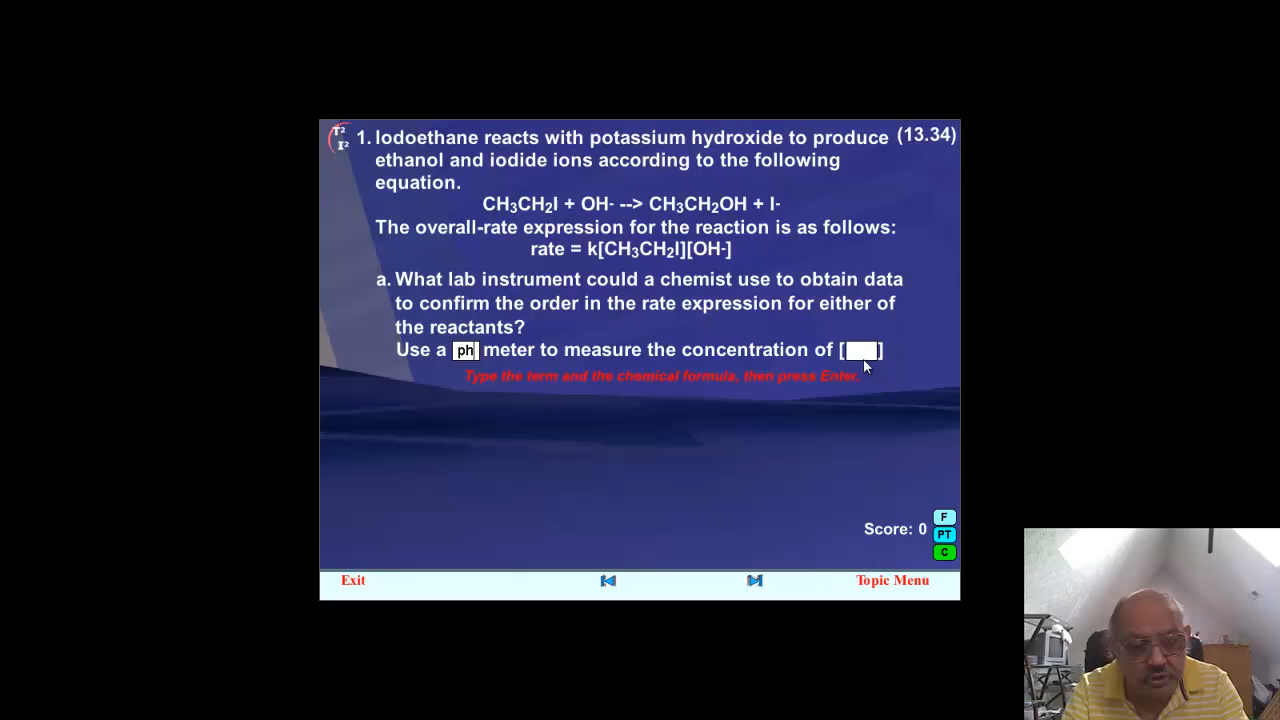 T²
I²
1. Iodoethane reacts with potassium hydroxide to produce (13.34)
ethanol and iodide ions according to the following
equation.
CH₃CH₂I + OH⁻ --> CH₃CH₂OH + I⁻
The overall-rate expression for the reaction is as follows:
rate = k[CH₃CH₂I][OH⁻]
a. What lab instrument could a chemist use to obtain data
to confirm the order in the rate expression for either of
the reactants?
Use a ph meter to measure the concentration of [ ]
Type the term and the chemical formula, then press Enter.
Score: 0
F
PT
C
Exit
Topic Menu